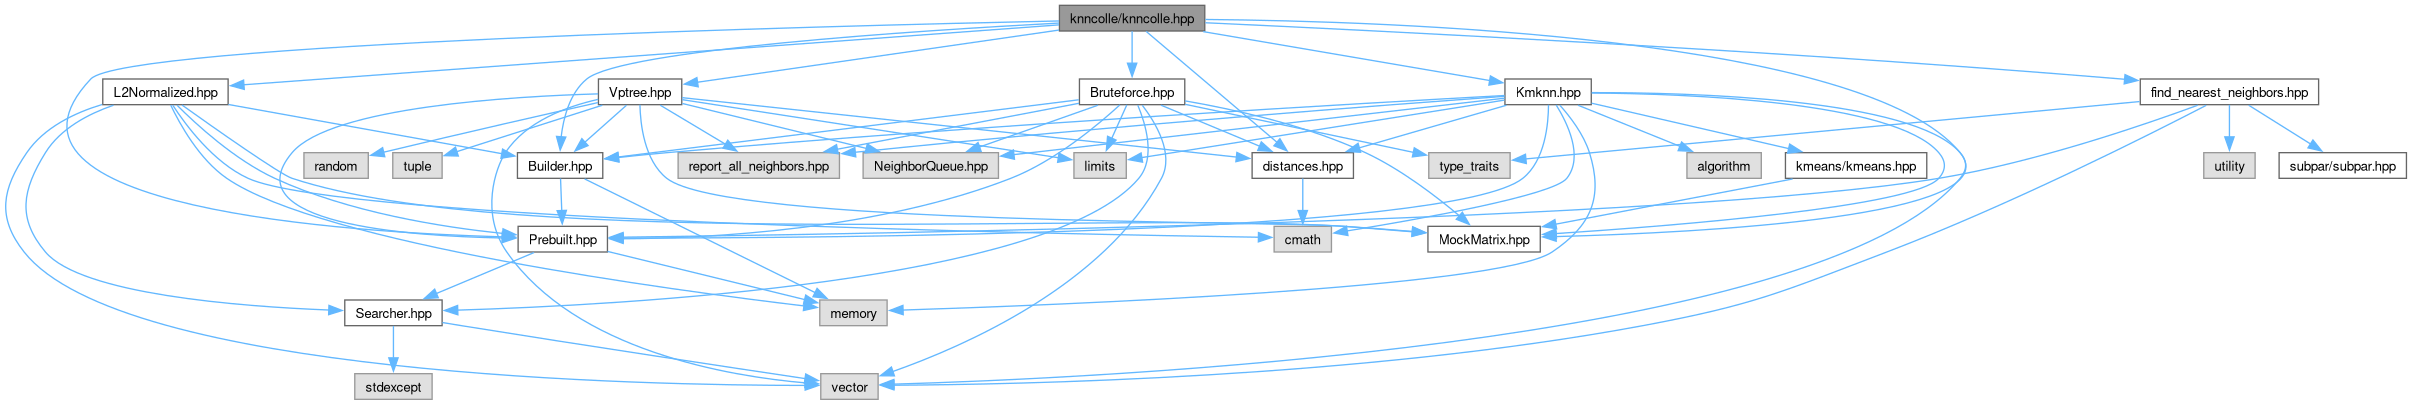 knncolle/knncolle.hpp
L2Normalized.hpp
Vptree.hpp
Bruteforce.hpp
Kmknn.hpp
find_nearest_neighbors.hpp
random
tuple
Builder.hpp
report_all_neighbors.hpp
NeighborQueue.hpp
limits
distances.hpp
type_traits
algorithm
kmeans/kmeans.hpp
utility
subpar/subpar.hpp
Prebuilt.hpp
cmath
MockMatrix.hpp
Searcher.hpp
memory
stdexcept
vector